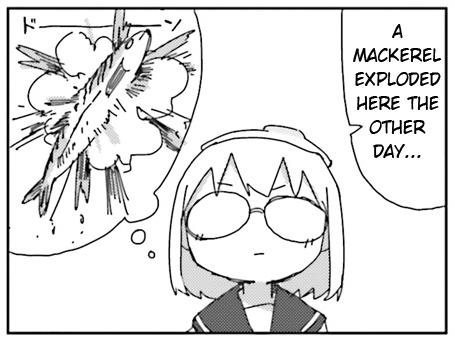 A
MACKEREL
EXPLODED
HERE THE
OTHER
DAY...
ドーン